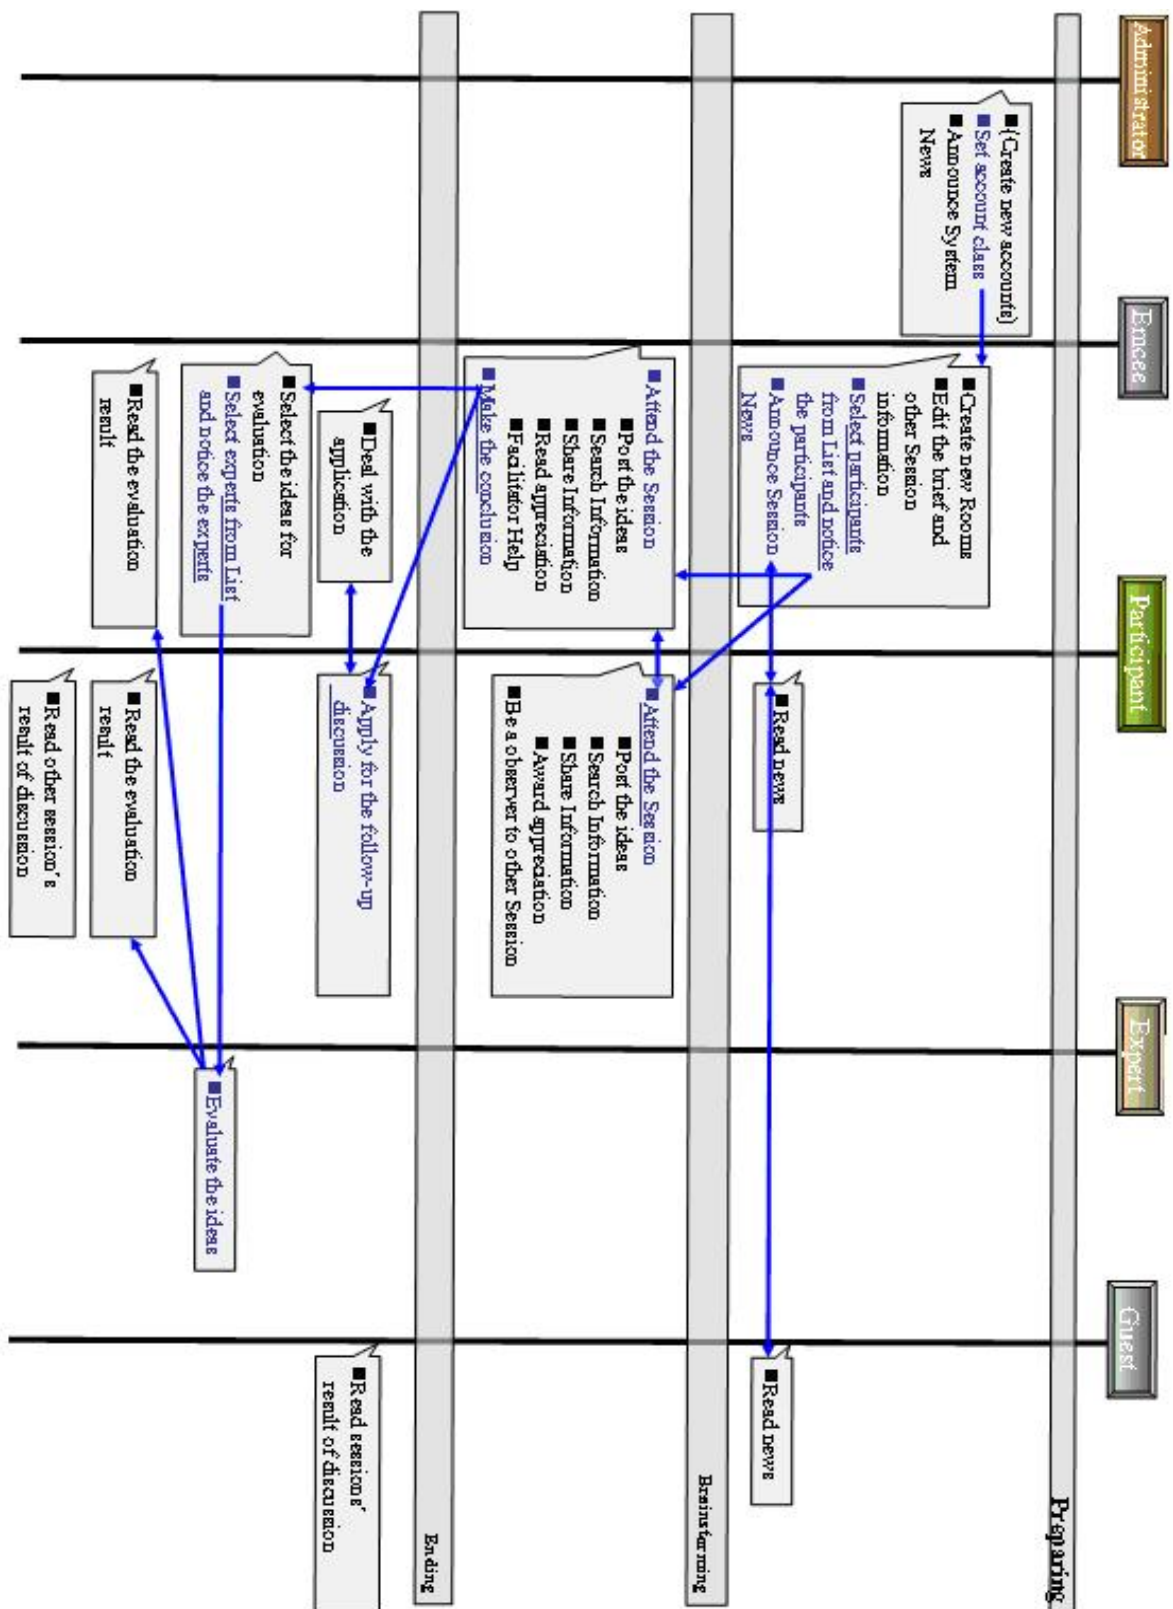 Administrator
Emcee
Participant
Expert
Guest
Preparing
■(Create new accounts)
■Set account class
■Announce System
News
■Create new Rooms
■Edit the brief and
other Session
information
■Select participants
from List and notice
the participants
■Announce Session
News
■Read news
■Read news
Brainstorming
■Attend the Session
■Post the ideas
■Search Information
■Share Information
■Read appreciation
■Facilitator Help
■Make the conclusion
■Attend the Session
■Post the ideas
■Search Information
■Share Information
■Award appreciation
■Be a observer to other Session
Ending
■Deal with the
application
■Apply for the follow-up
discussion
■Read sessions'
result of discussion
■Select the ideas for
evaluation
■Select experts from List
and notice the experts
■Evaluate the ideas
■Read the evaluation
result
■Read the evaluation
result
■Read other session's
result of discussion